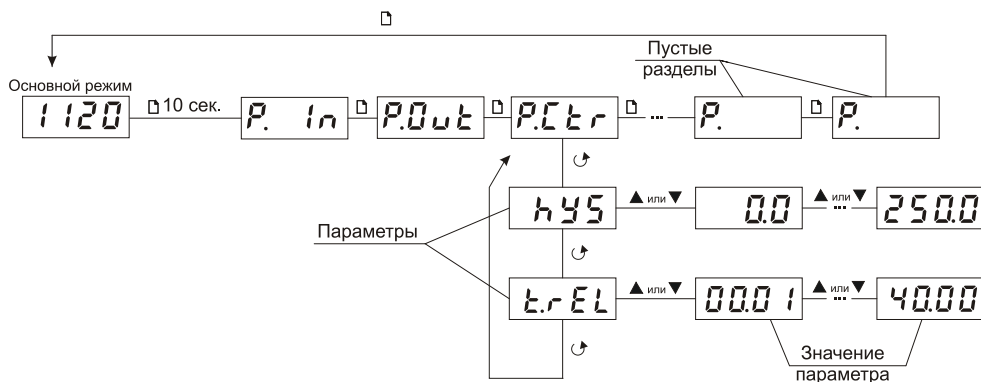 Пустые
разделы
Основной режим
1120
10 сек.
P. In
P.Out
P.Ctr
...
P.
P.
hYS
▲ или ▼
0.0
▲ или ▼
...
250.0
Параметры
t.rEL
▲ или ▼
00.01
▲ или ▼
...
40.00
Значение
параметра